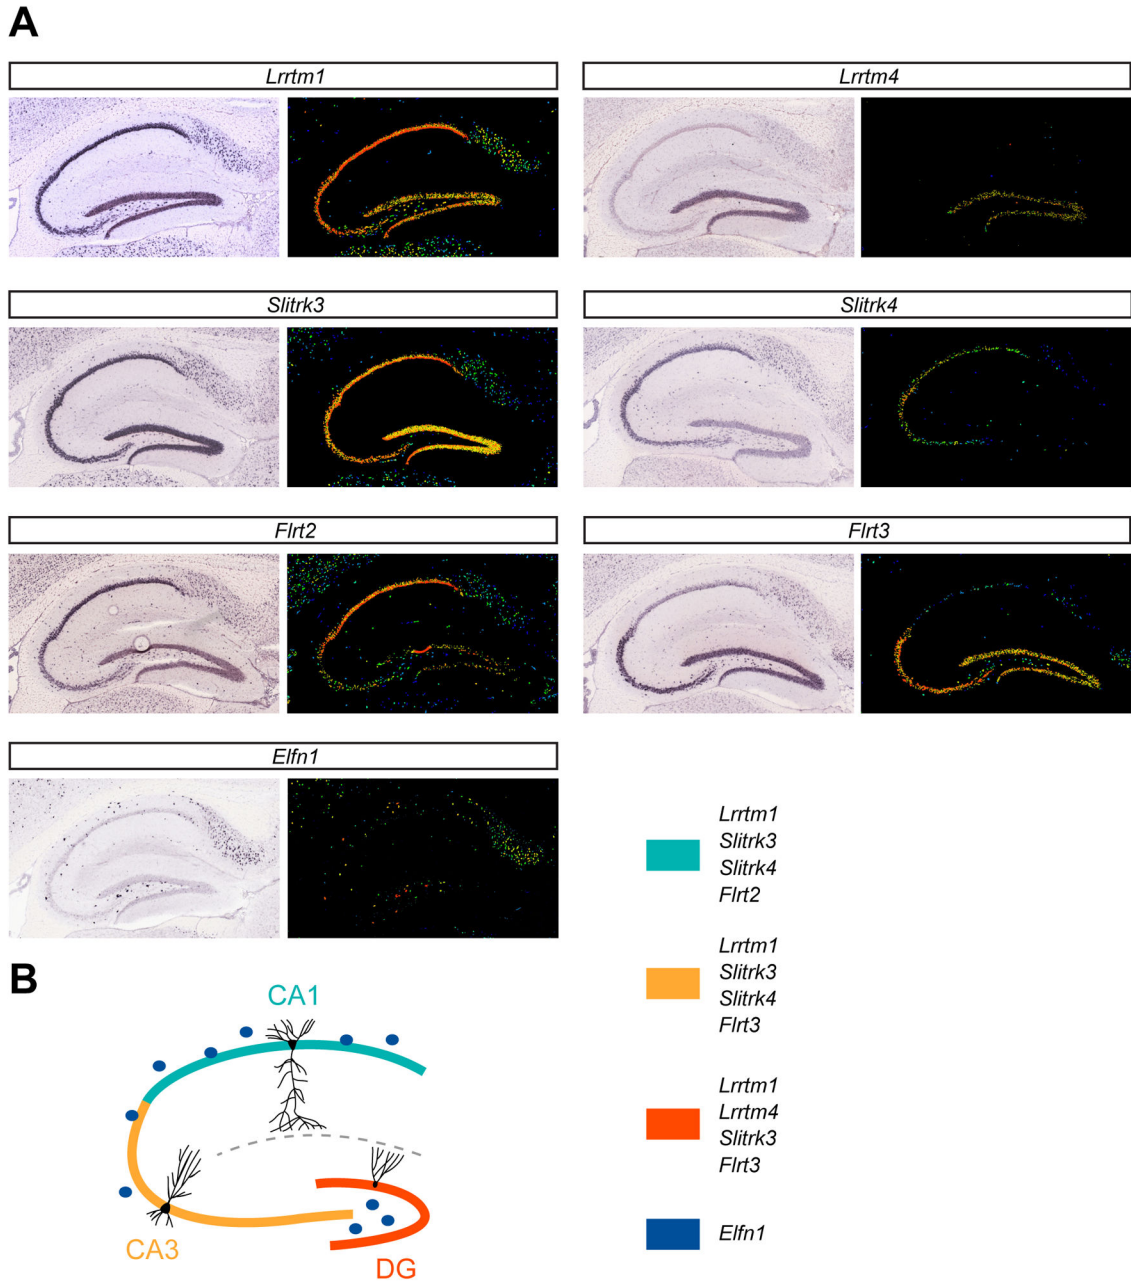 A
Lrrtm1
Lrrtm4
Slitrk3
Slitrk4
Flrt2
Flrt3
Elfn1
Lrrtm1
Slitrk3
Slitrk4
Flrt2
Lrrtm1
Slitrk3
Slitrk4
Flrt3
Lrrtm1
Lrrtm4
Slitrk3
Flrt3
Elfn1
B
CA1
CA3
DG